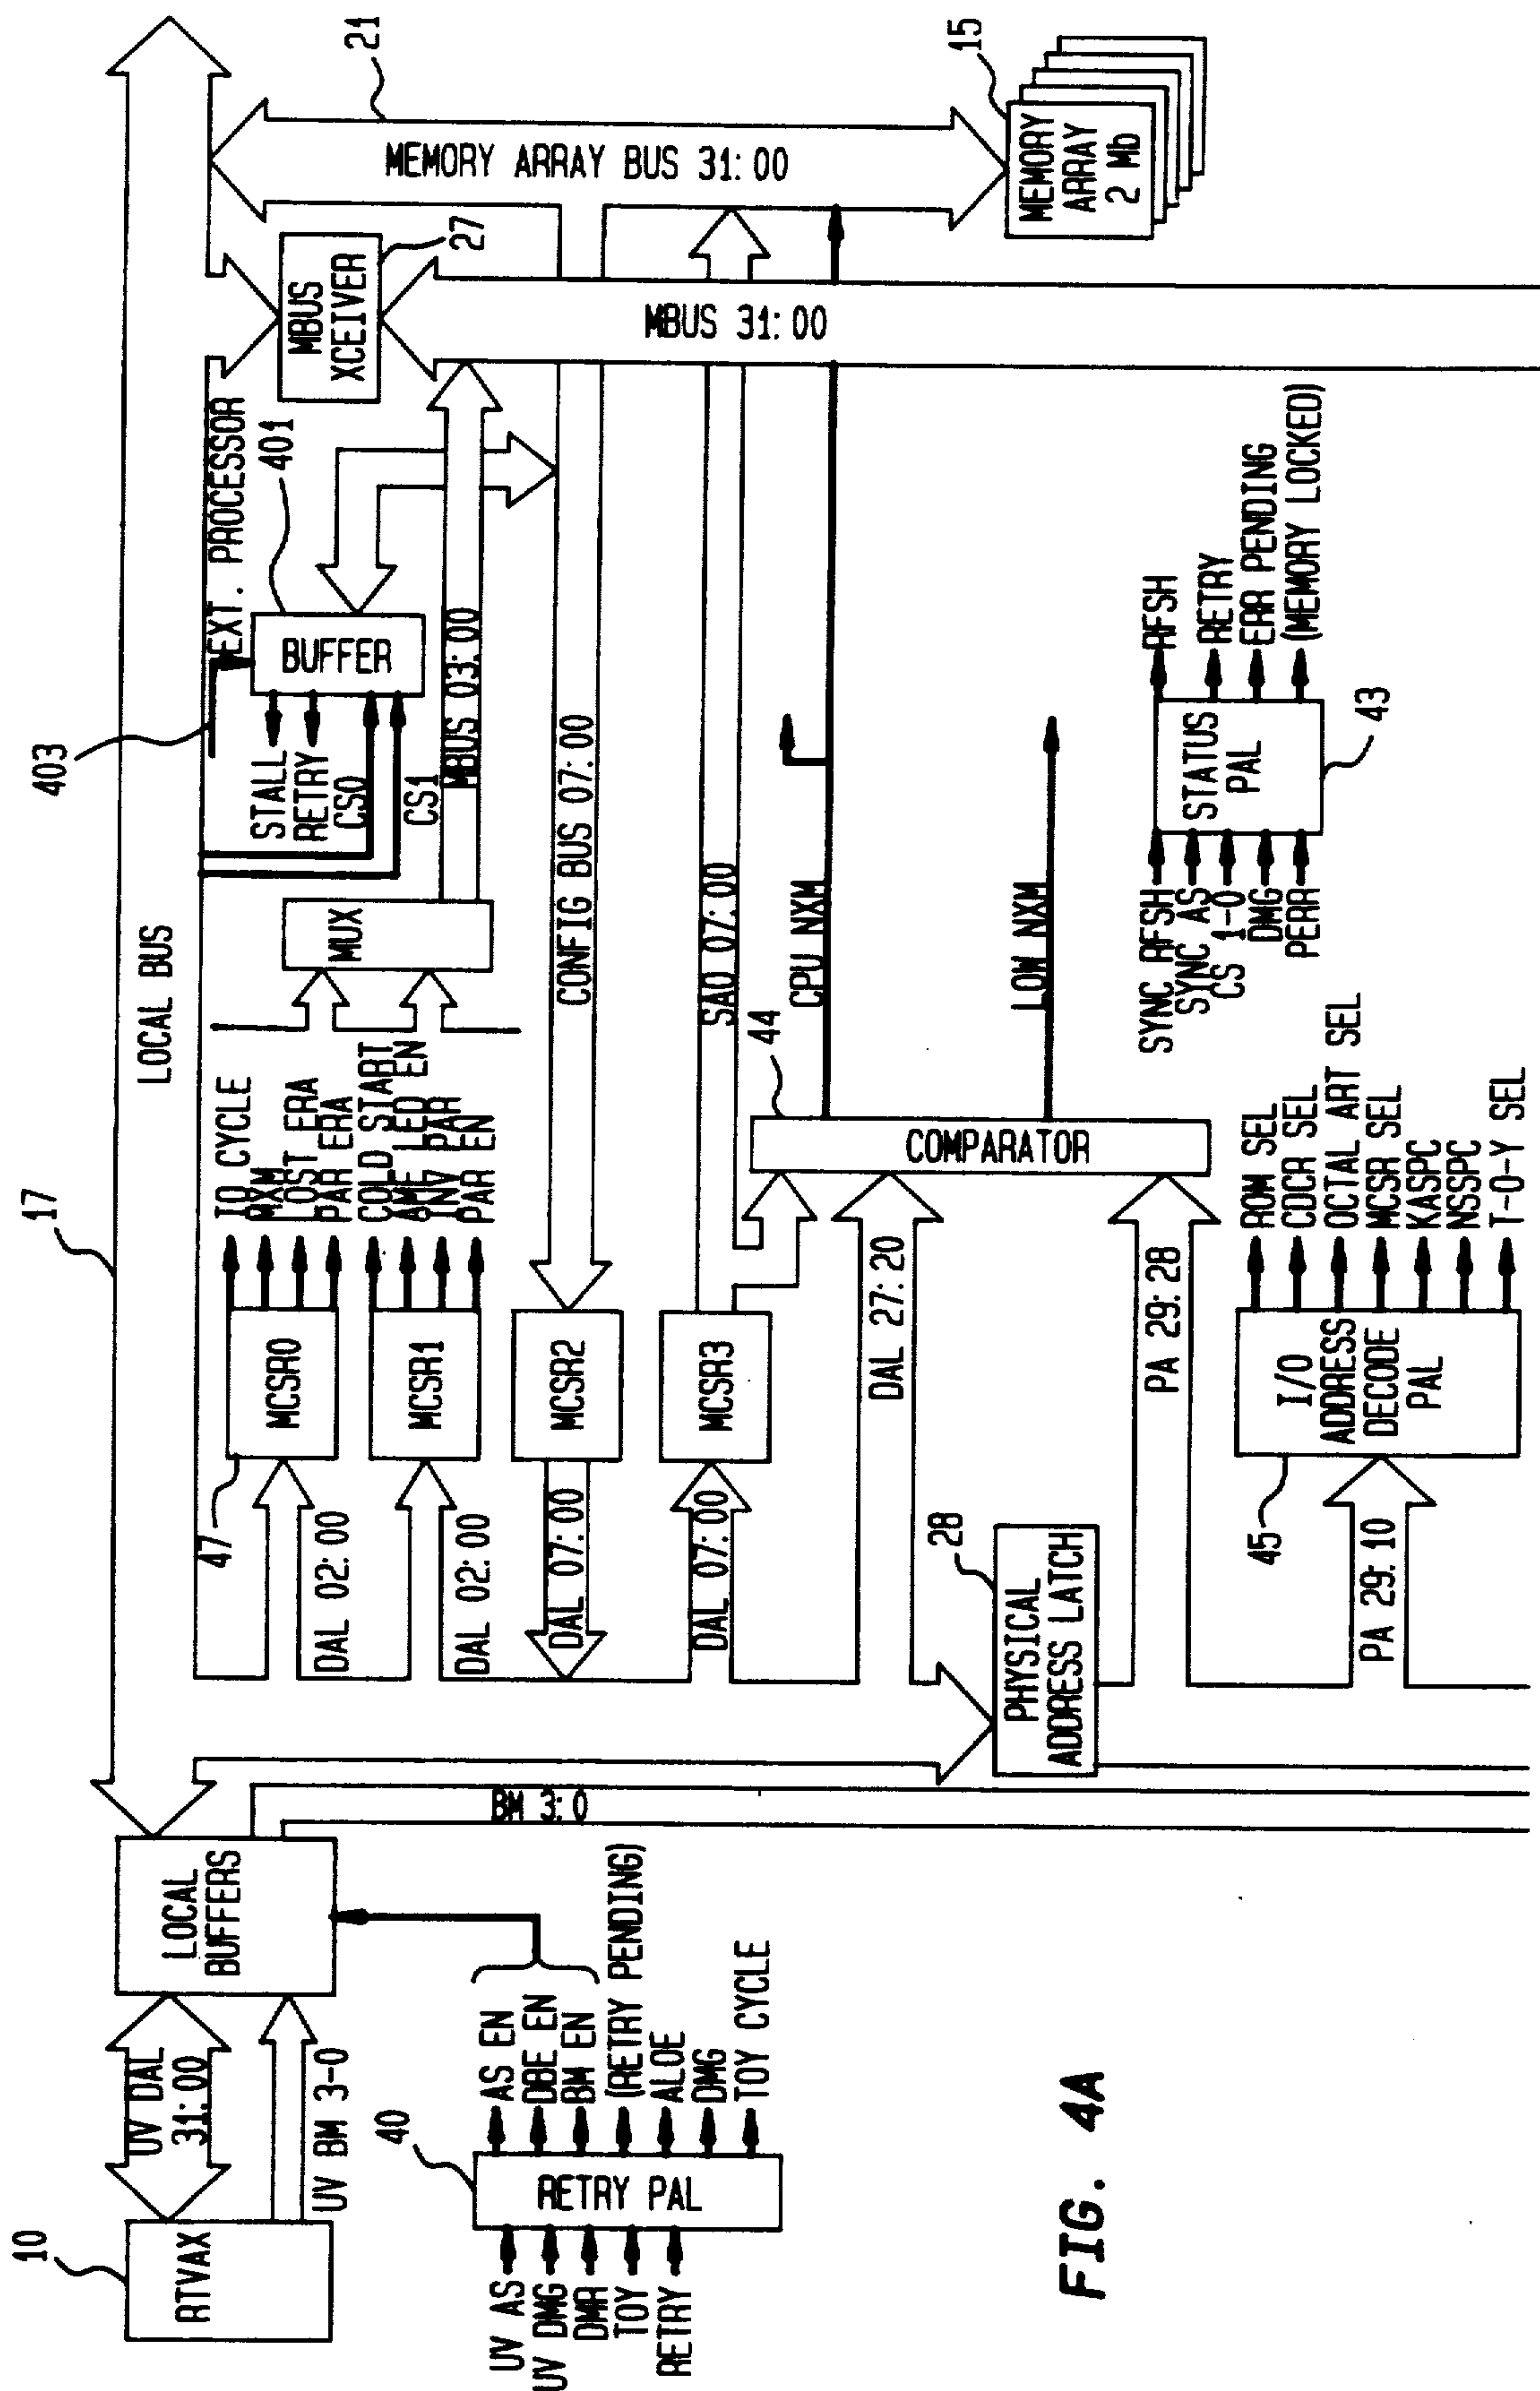 10
RTVAX
UV DAL
31:00
UV BM 3-0
LOCAL
BUFFERS
17
LOCAL BUS
BM 3:0
40
RETRY PAL
UV AS
UV DMG
DMR
TOY
RETRY
AS EN
DBE EN
BM EN
(RETRY PENDING)
ALOE
DMG
TOY CYCLE
47
MCSR0
DAL 02:00
IO CYCLE
NXM
LOST ERA
PAR ERA
MCSR1
DAL 02:00
COLD START
LED EN
INV PAR
PAR EN
MCSR2
DAL 07:00
CONFIG BUS 07:00
MCSR3
DAL 07:00
SAO 07:00
MUX
MBUS 03:00
403
EXT. PROCESSOR
401
BUFFER
STALL
RETRY
CS0
CS1
MBUS
XCEIVER
27
21
MEMORY ARRAY BUS 31:00
MBUS 31:00
15
MEMORY
ARRAY
2 Mb
44
COMPARATOR
CPU NXM
LOW NXM
DAL 27:20
PA 29:28
28
PHYSICAL
ADDRESS LATCH
PA 29:10
45
I/O
ADDRESS
DECODE
PAL
ROM SEL
CDCR SEL
OCTAL ART SEL
MCSR SEL
KASPC
NSSPC
T-O-Y SEL
SYNC RFSH
SYNC AS
CS 1-0
DMG
PERR
STATUS
PAL
43
RFSH
RETRY
ERR PENDING
(MEMORY LOCKED)
FIG. 4A